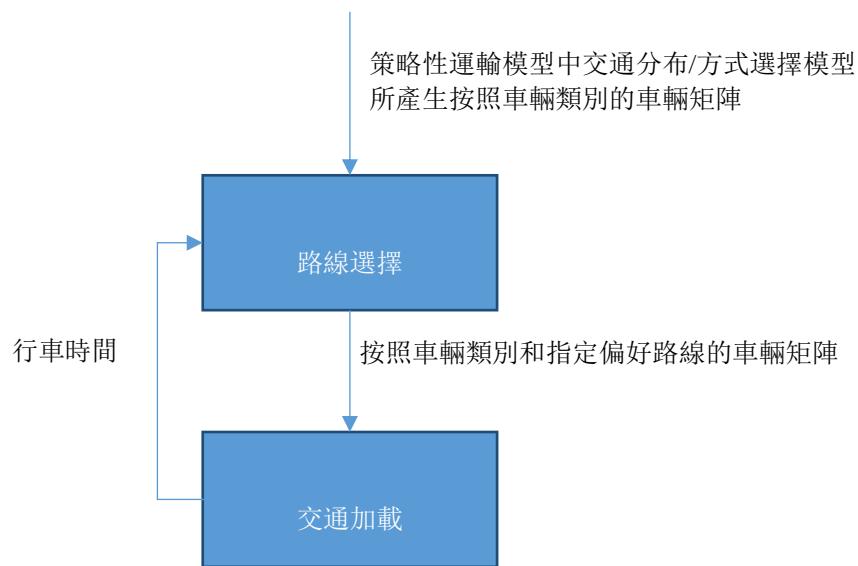 策略性運輸模型中交通分布/方式選擇模型
所產生按照車輛類別的車輛矩陣
路線選擇
行車時間
按照車輛類別和指定偏好路線的車輛矩陣
交通加載